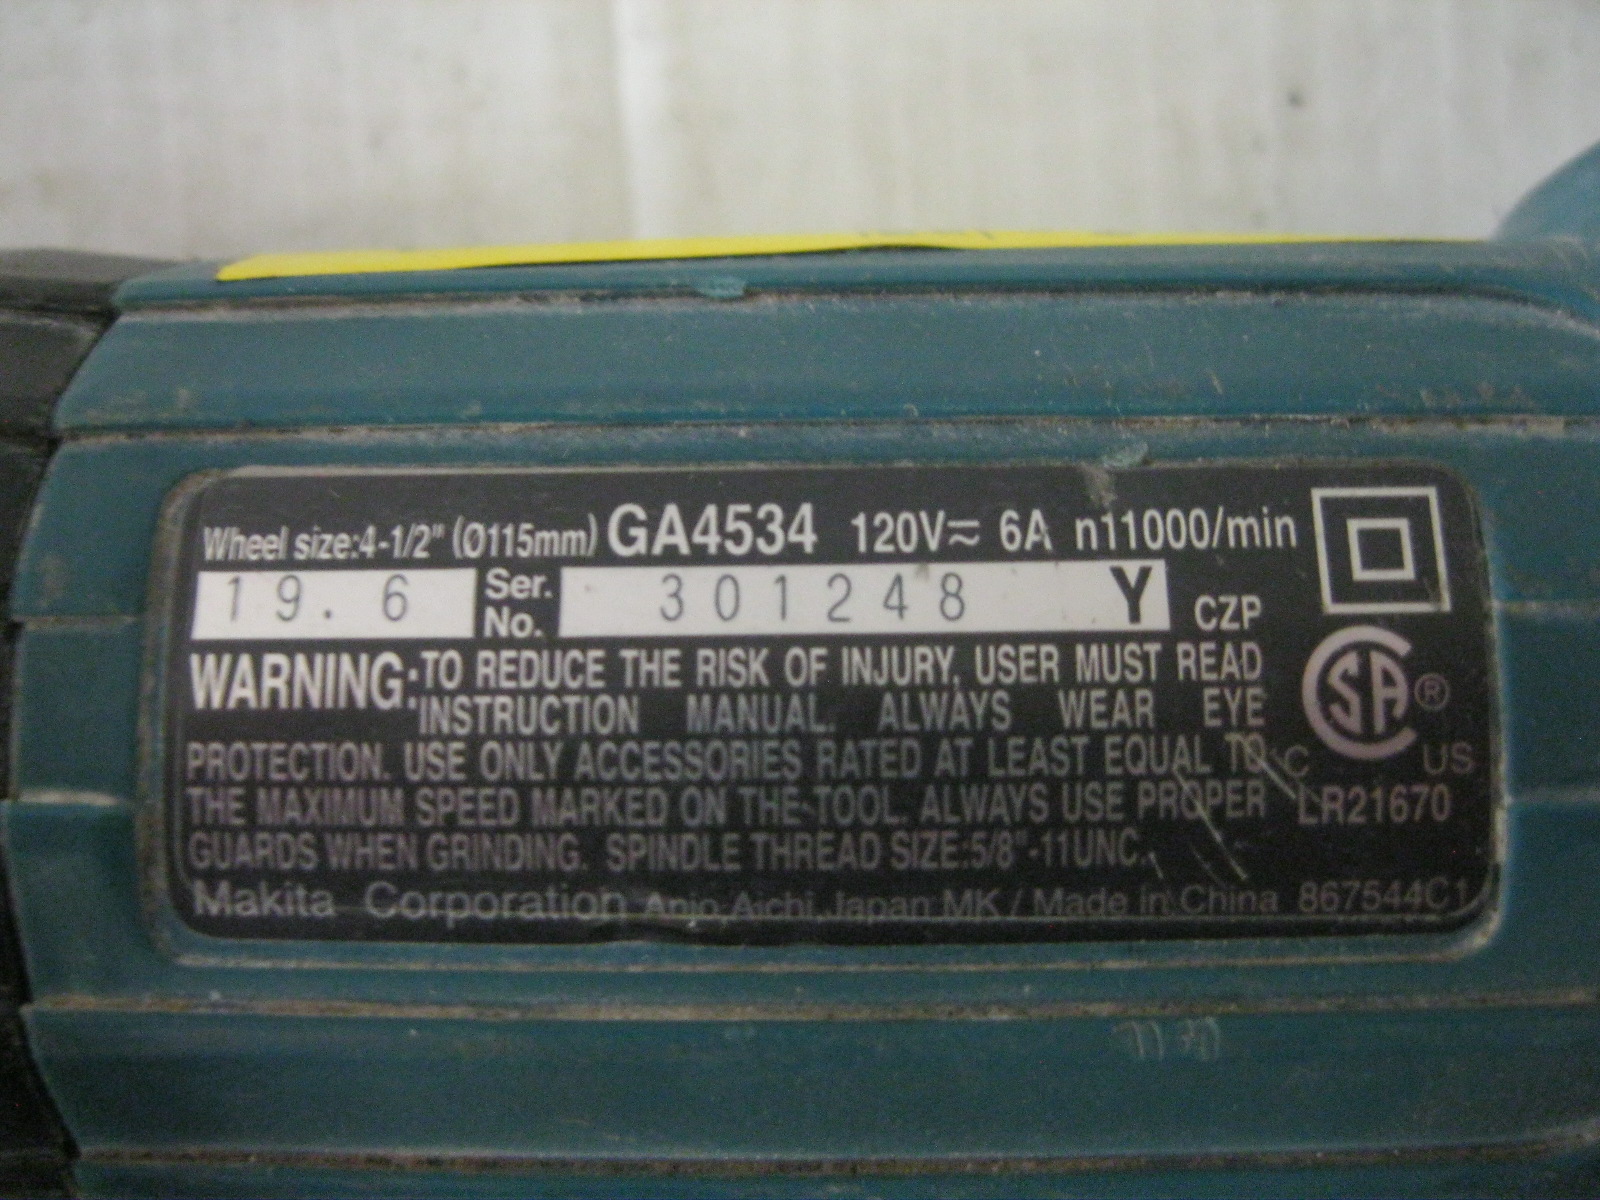 Wheel size:4-1/2" (Ø115mm) GA4534 120V⎓ 6A n11000/min
19. 6 Ser. No. 301248 Y CZP
WARNING: TO REDUCE THE RISK OF INJURY, USER MUST READ
INSTRUCTION MANUAL. ALWAYS WEAR EYE
PROTECTION. USE ONLY ACCESSORIES RATED AT LEAST EQUAL TO
THE MAXIMUM SPEED MARKED ON THE TOOL. ALWAYS USE PROPER
GUARDS WHEN GRINDING. SPINDLE THREAD SIZE:5/8"-11UNC.
CSA®
C US
LR21670
Makita Corporation Anjo,Aichi,Japan MK / Made in China 867544C1